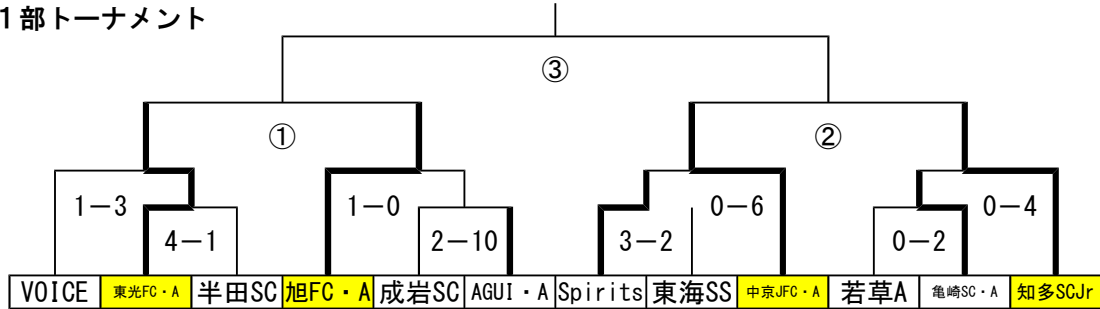 1部トーナメント
③
① ②
1－3 1－0 0－6 0－4
4－1 2－10 3－2 0－2
VOICE 東光FC・A 半田SC 旭FC・A 成岩SC AGUI・A Spirits 東海SS 中京JFC・A 若草A 亀崎SC・A 知多SCJr